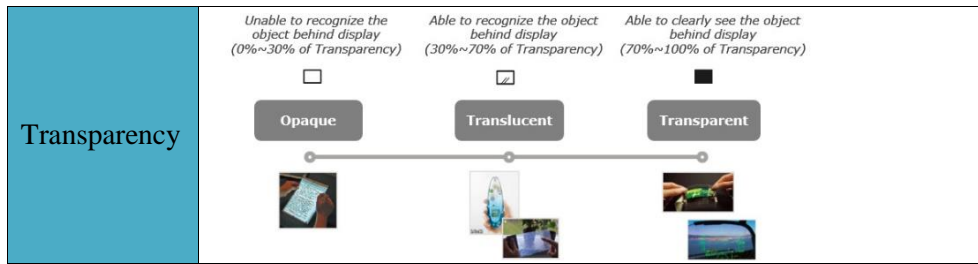 Transparency
Unable to recognize the
object behind display
(0%~30% of Transparency)
Able to recognize the object
behind display
(30%~70% of Transparency)
Able to clearly see the object
behind display
(70%~100% of Transparency)
Opaque
Translucent
Transparent